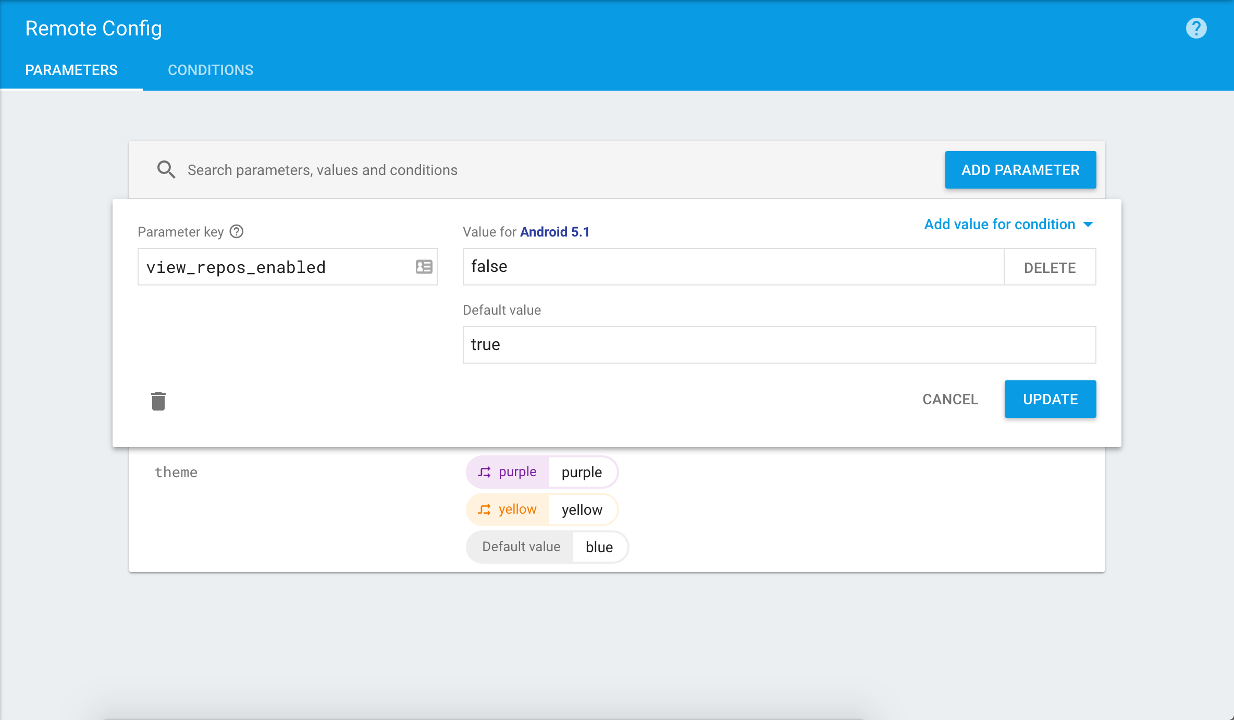 Remote Config
?
PARAMETERS CONDITIONS
Search parameters, values and conditions ADD PARAMETER
Add value for condition
Parameter key ? Value for Android 5.1
view_repos_enabled false DELETE
Default value
true
CANCEL UPDATE
theme purple purple
yellow yellow
Default value blue